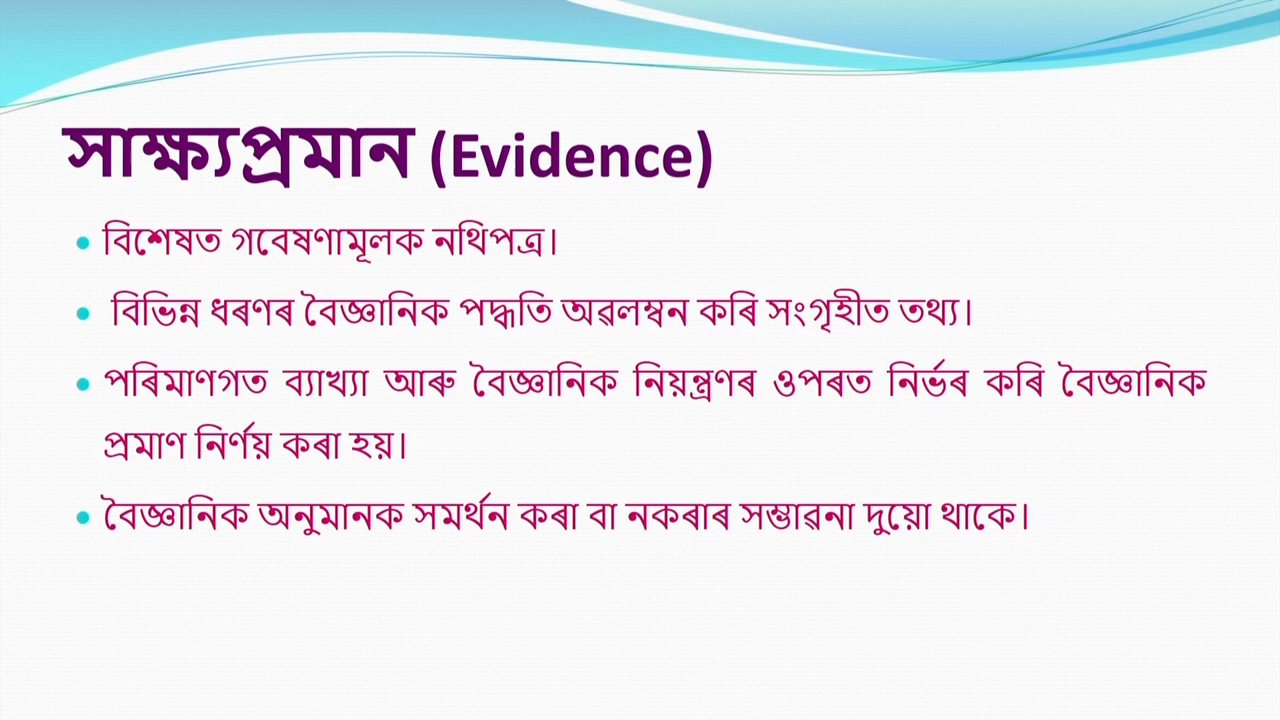 সাক্ষ্যপ্ৰমান (Evidence)
• বিশেষত গবেষণামূলক নথিপত্ৰ।
• বিভিন্ন ধৰণৰ বৈজ্ঞানিক পদ্ধতি অৱলম্বন কৰি সংগৃহীত তথ্য।
• পৰিমাণগত ব্যাখ্যা আৰু বৈজ্ঞানিক নিয়ন্ত্ৰণৰ ওপৰত নিৰ্ভৰ কৰি বৈজ্ঞানিক
প্ৰমাণ নিৰ্ণয় কৰা হয়।
• বৈজ্ঞানিক অনুমানক সমৰ্থন কৰা বা নকৰাৰ সম্ভাৱনা দুয়ো থাকে।